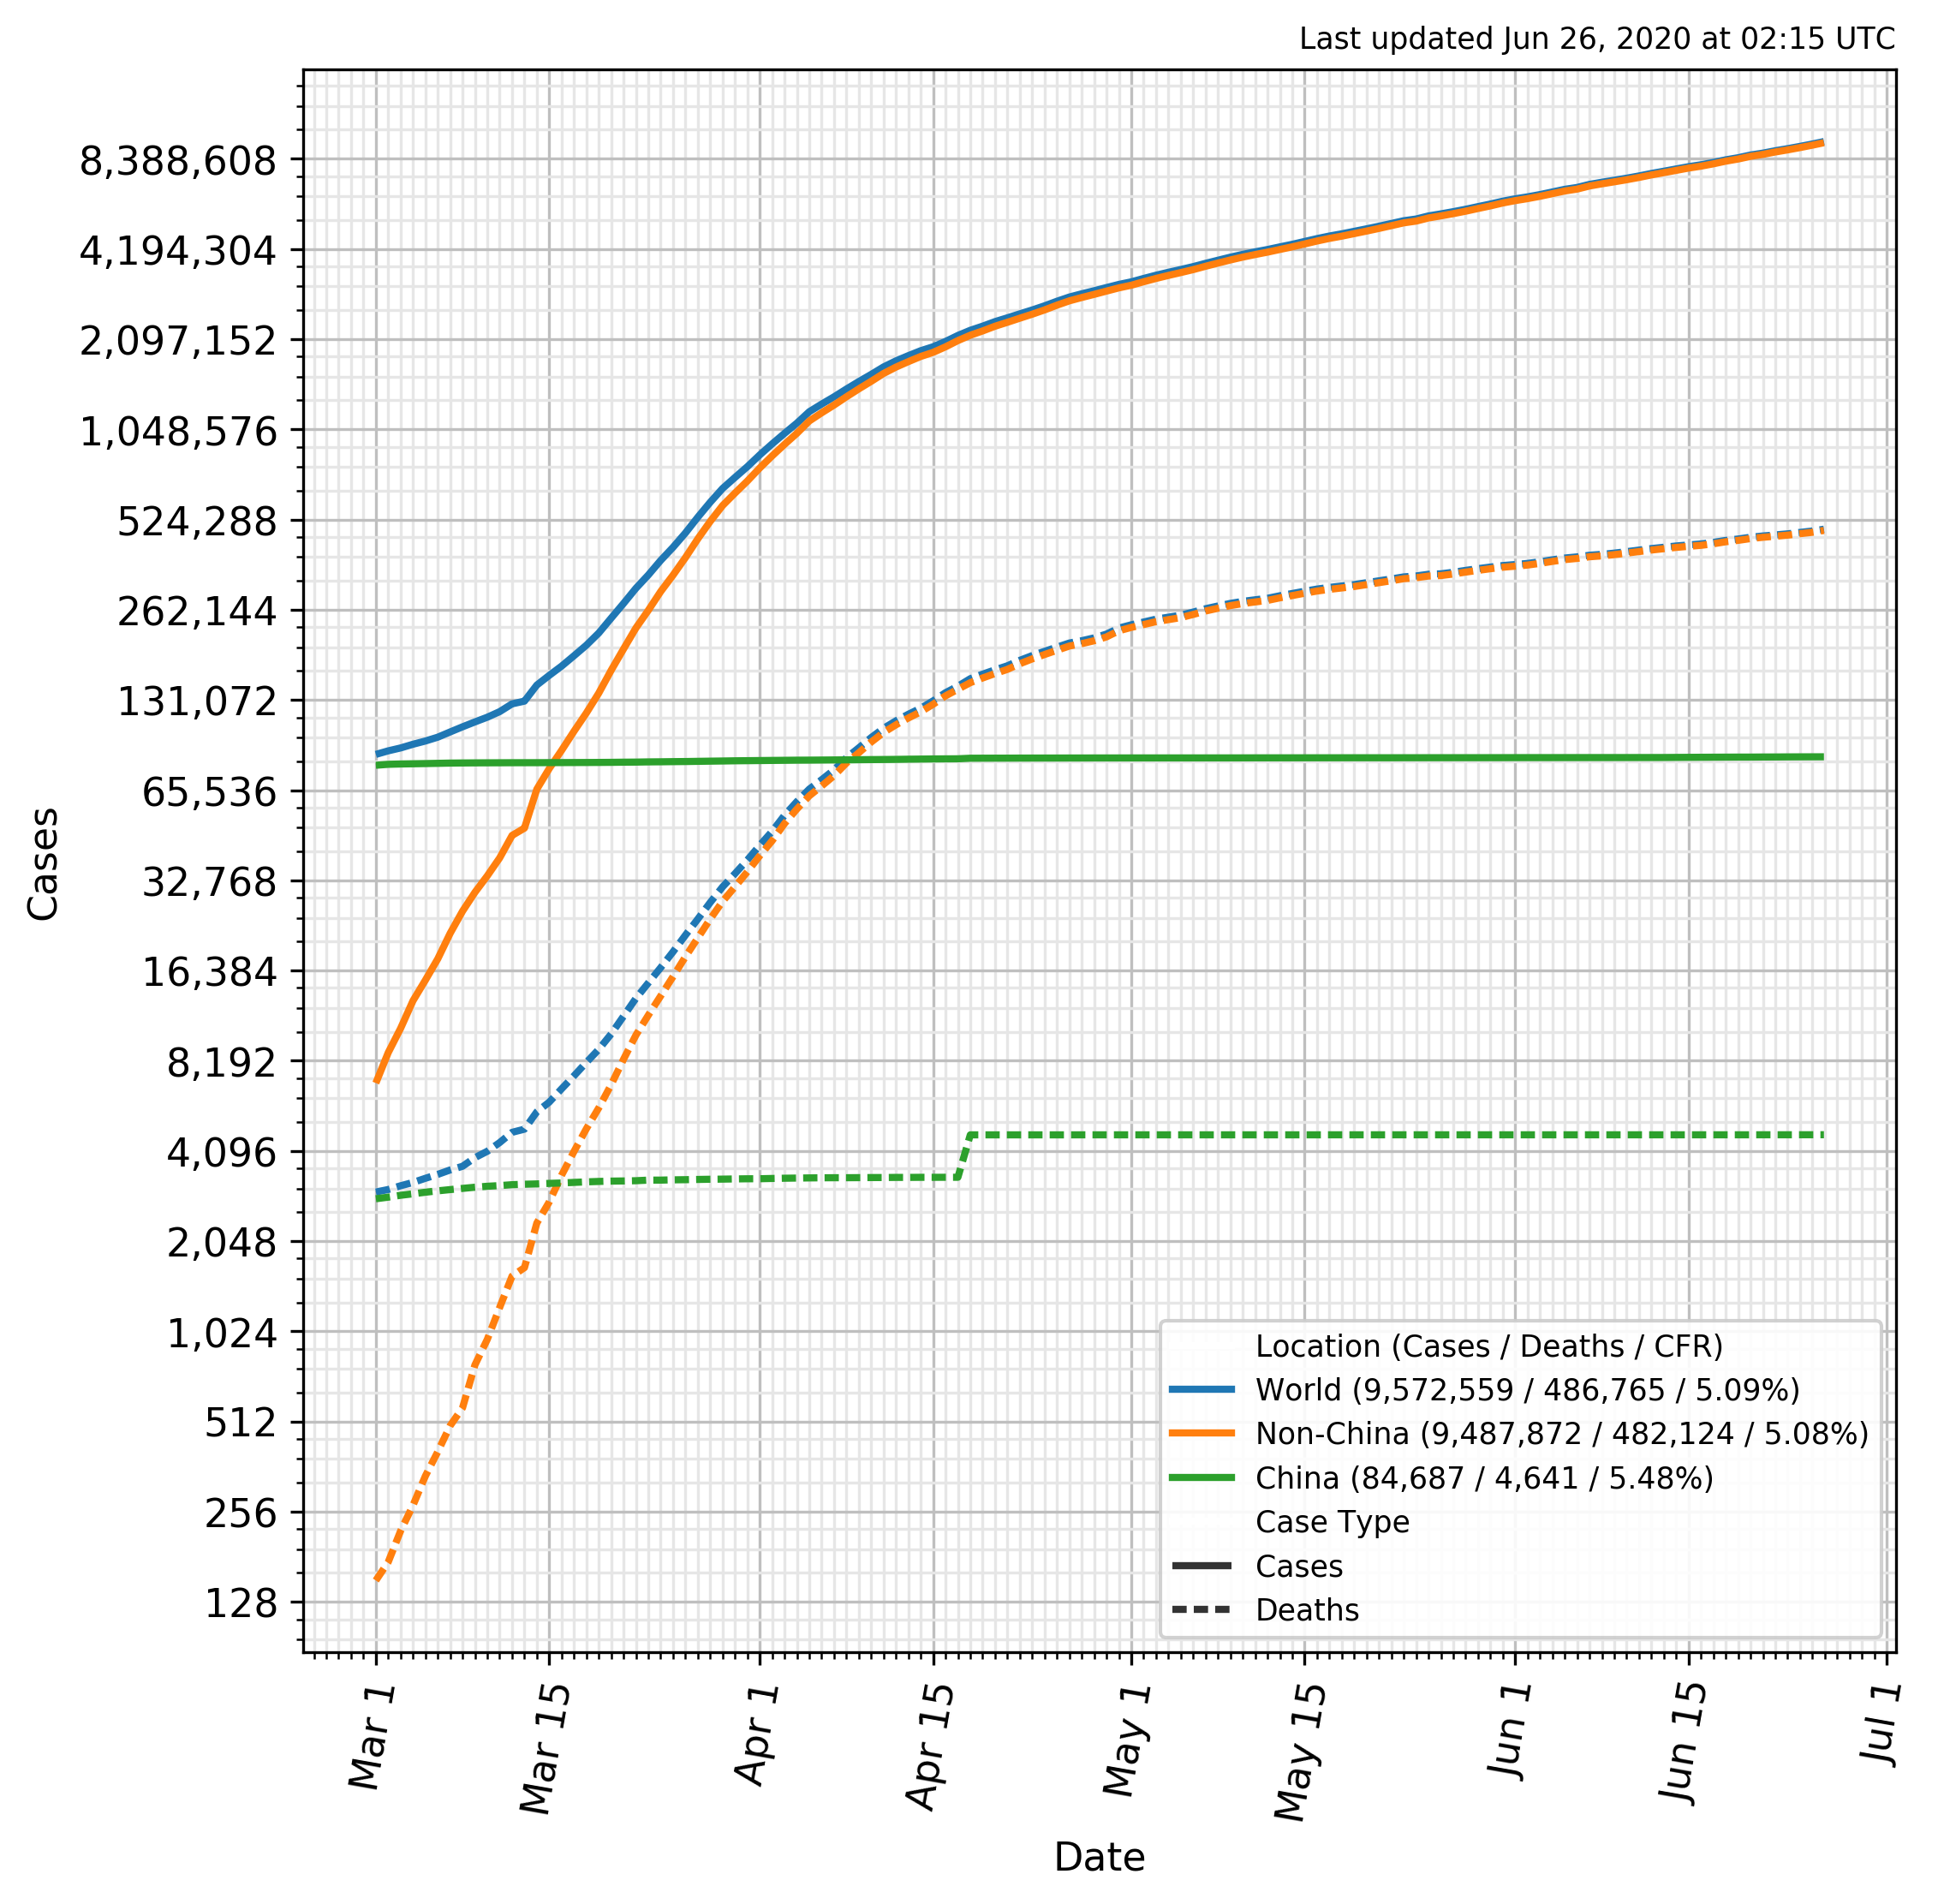 Last updated Jun 26, 2020 at 02:15 UTC
8,388,608
4,194,304
2,097,152
1,048,576
524,288
262,144
131,072
65,536
32,768
16,384
8,192
4,096
2,048
1,024
512
256
128
Cases
Location (Cases / Deaths / CFR)
World (9,572,559 / 486,765 / 5.09%)
Non-China (9,487,872 / 482,124 / 5.08%)
China (84,687 / 4,641 / 5.48%)
Case Type
Cases
Deaths
Mar 1
Mar 15
Apr 1
Apr 15
May 1
May 15
Jun 1
Jun 15
Jul 1
Date